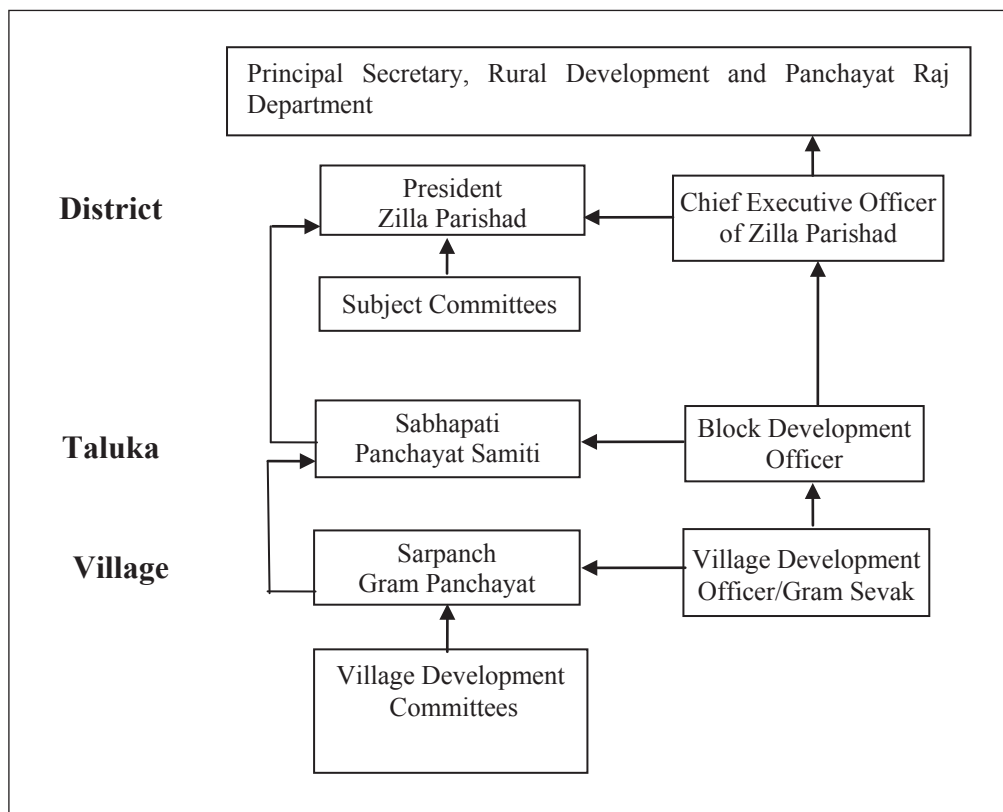 Principal Secretary, Rural Development and Panchayat Raj
Department
District
President
Zilla Parishad
Chief Executive Officer
of Zilla Parishad
Subject Committees
Taluka
Sabhapati
Panchayat Samiti
Block Development
Officer
Village
Sarpanch
Gram Panchayat
Village Development
Officer/Gram Sevak
Village Development
Committees